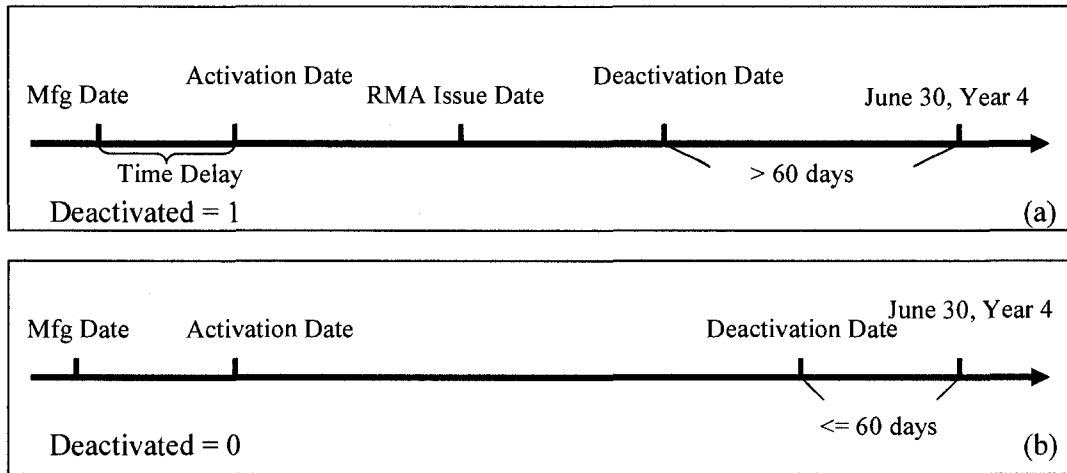 Mfg Date
Activation Date
RMA Issue Date
Deactivation Date
June 30, Year 4
Time Delay
> 60 days
Deactivated = 1
(a)
Mfg Date
Activation Date
Deactivation Date
June 30, Year 4
<= 60 days
Deactivated = 0
(b)